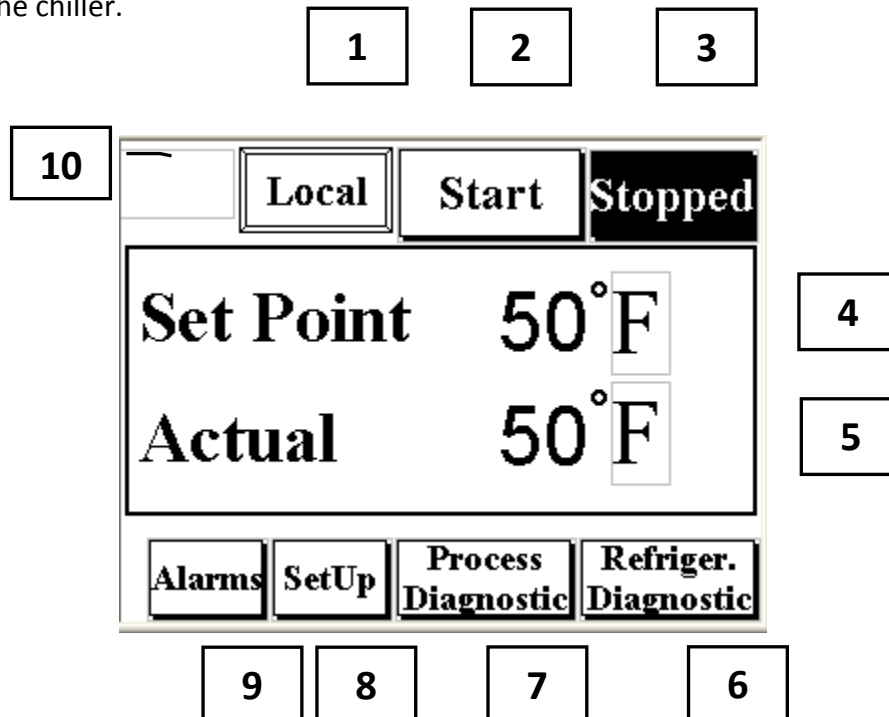 he chiller.
1 2 3
10
Local Start Stopped
Set Point 50°F
4
Actual 50°F
5
Alarms SetUp Process Diagnostic Refriger. Diagnostic
9 8 7 6